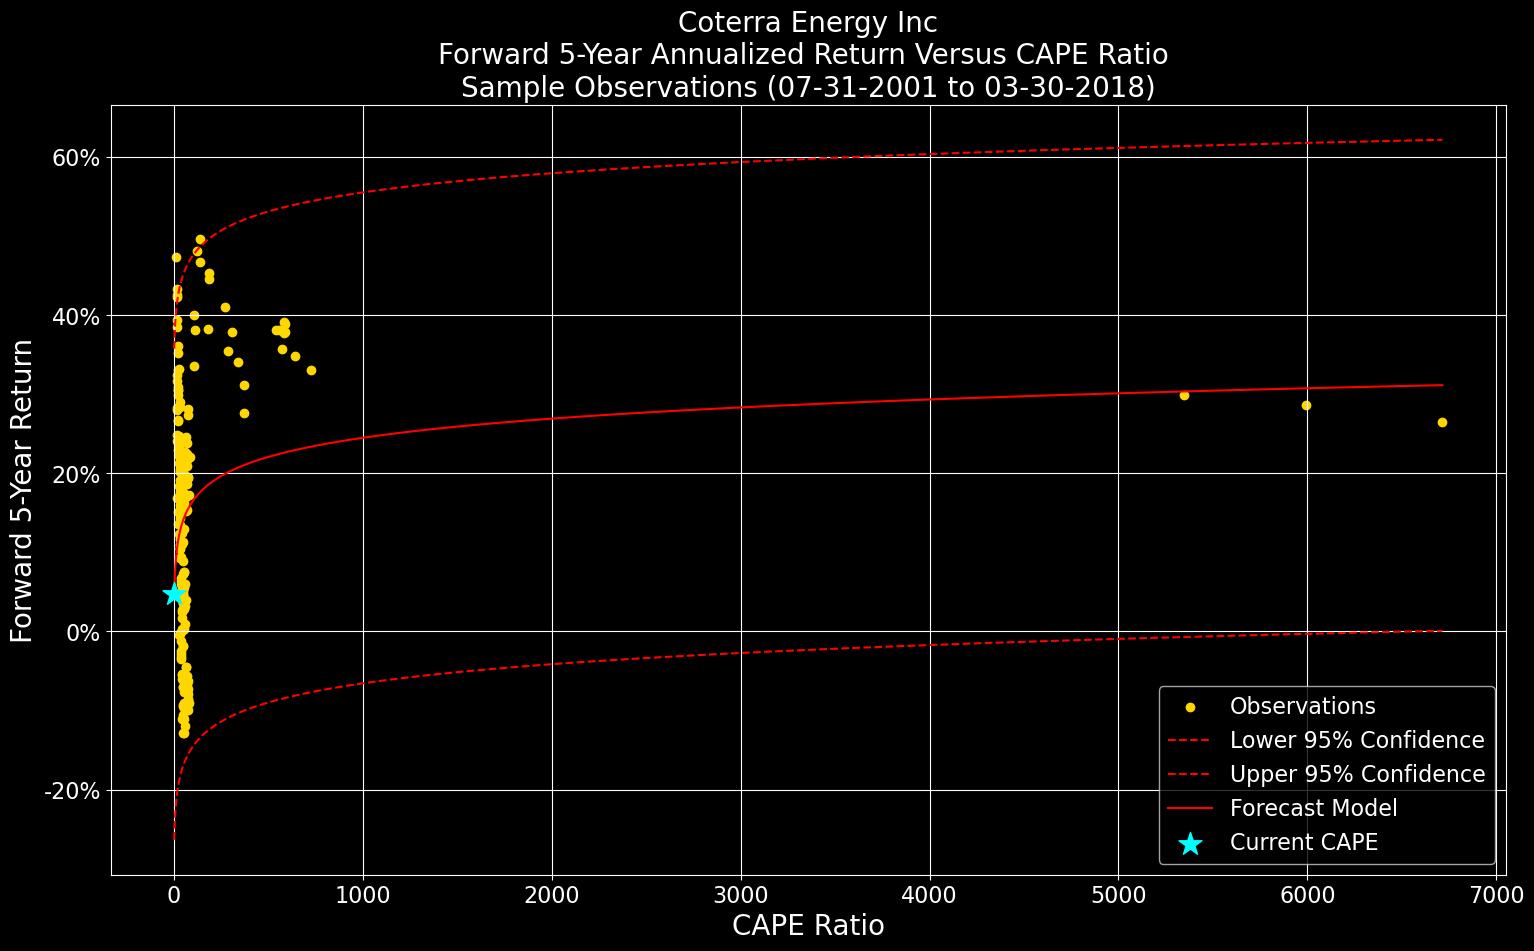 Coterra Energy Inc
Forward 5-Year Annualized Return Versus CAPE Ratio
Sample Observations (07-31-2001 to 03-30-2018)
Forward 5-Year Return
60%
40%
20%
0%
-20%
0 1000 2000 3000 4000 5000 6000 7000
CAPE Ratio
Observations
Lower 95% Confidence
Upper 95% Confidence
Forecast Model
Current CAPE